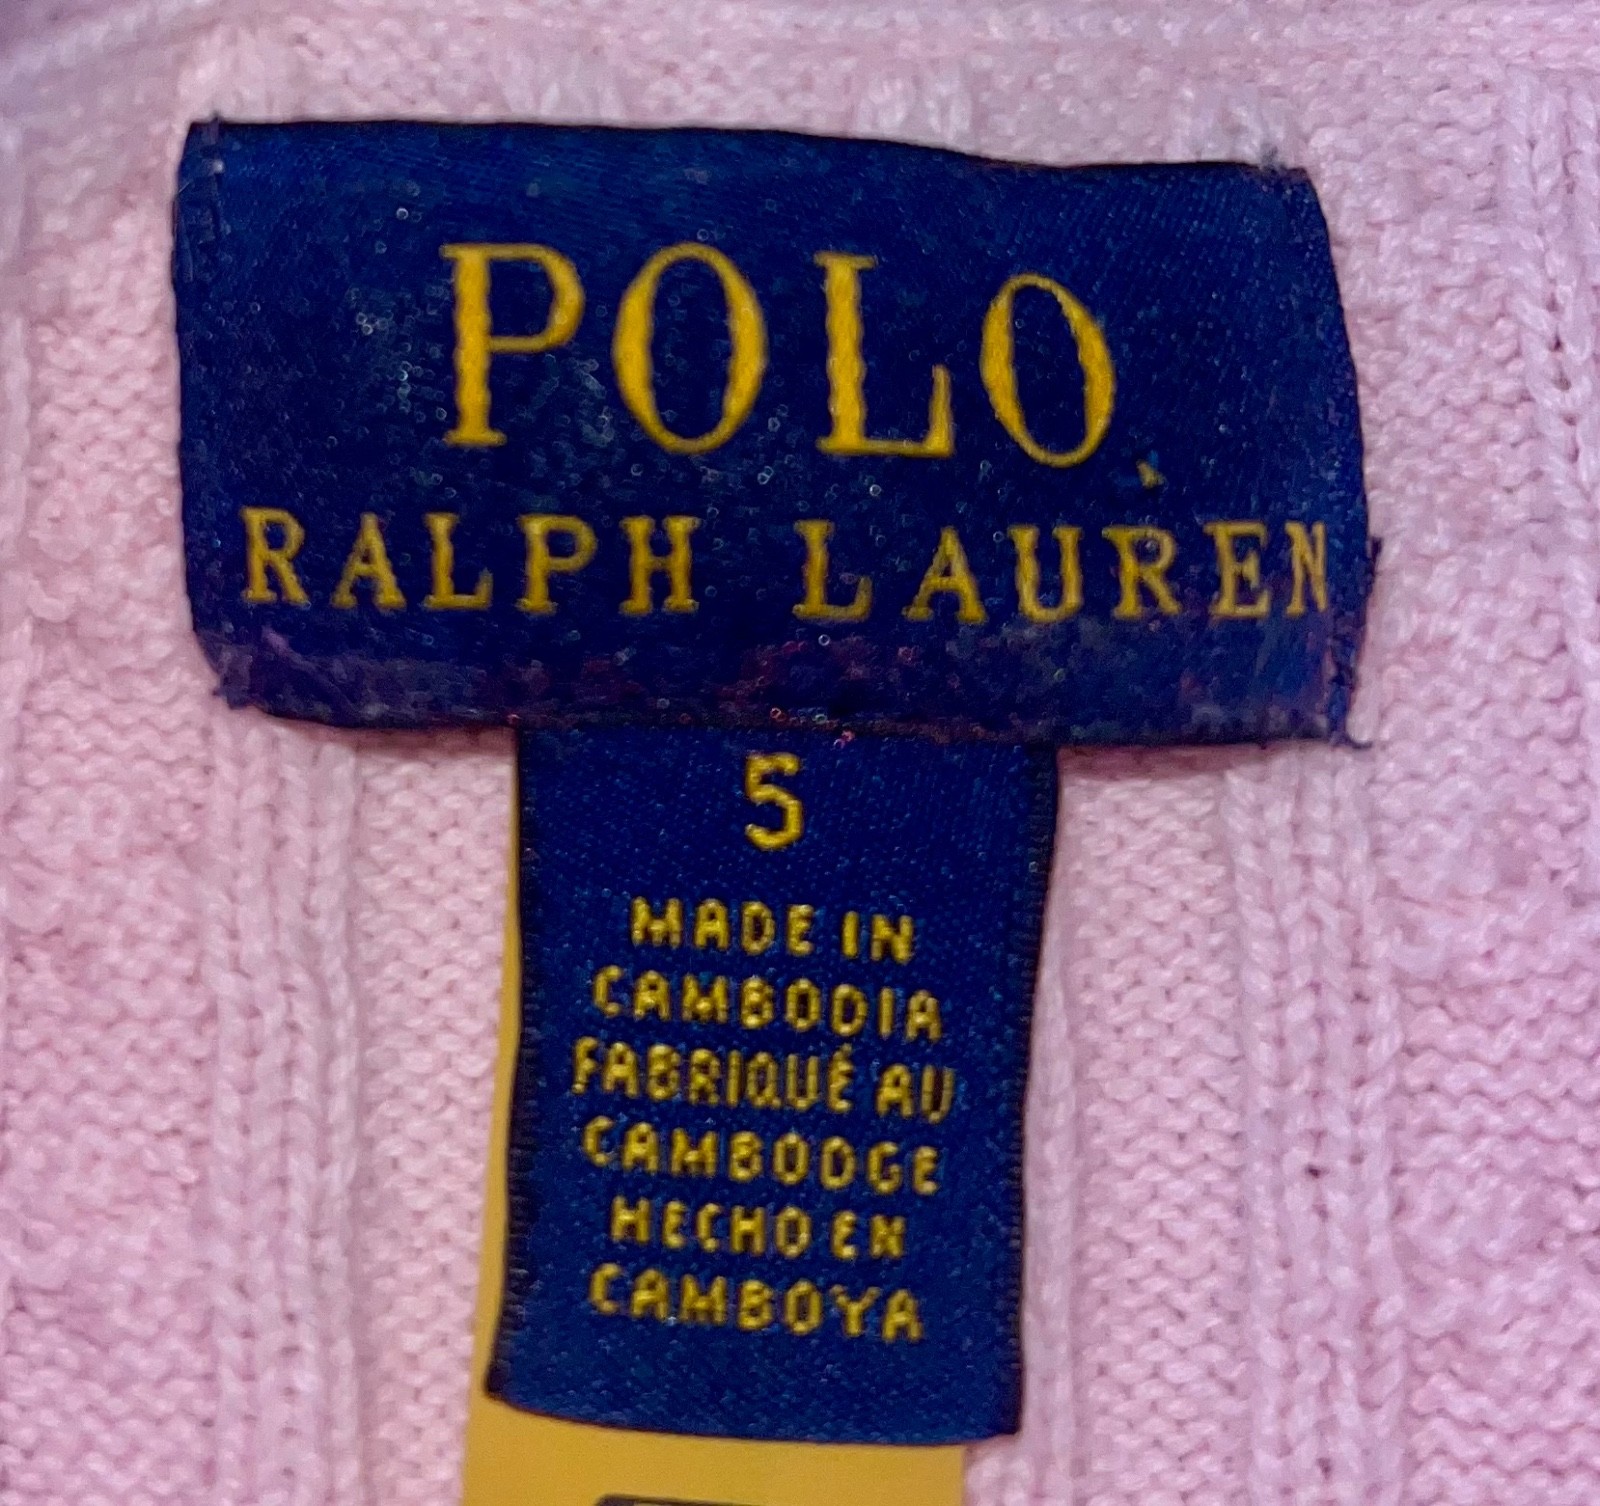 POLO
RALPH LAUREN
5
MADE IN
CAMBODIA
FABRIQUÉ AU
CAMBODGE
HECHO EN
CAMBOYA